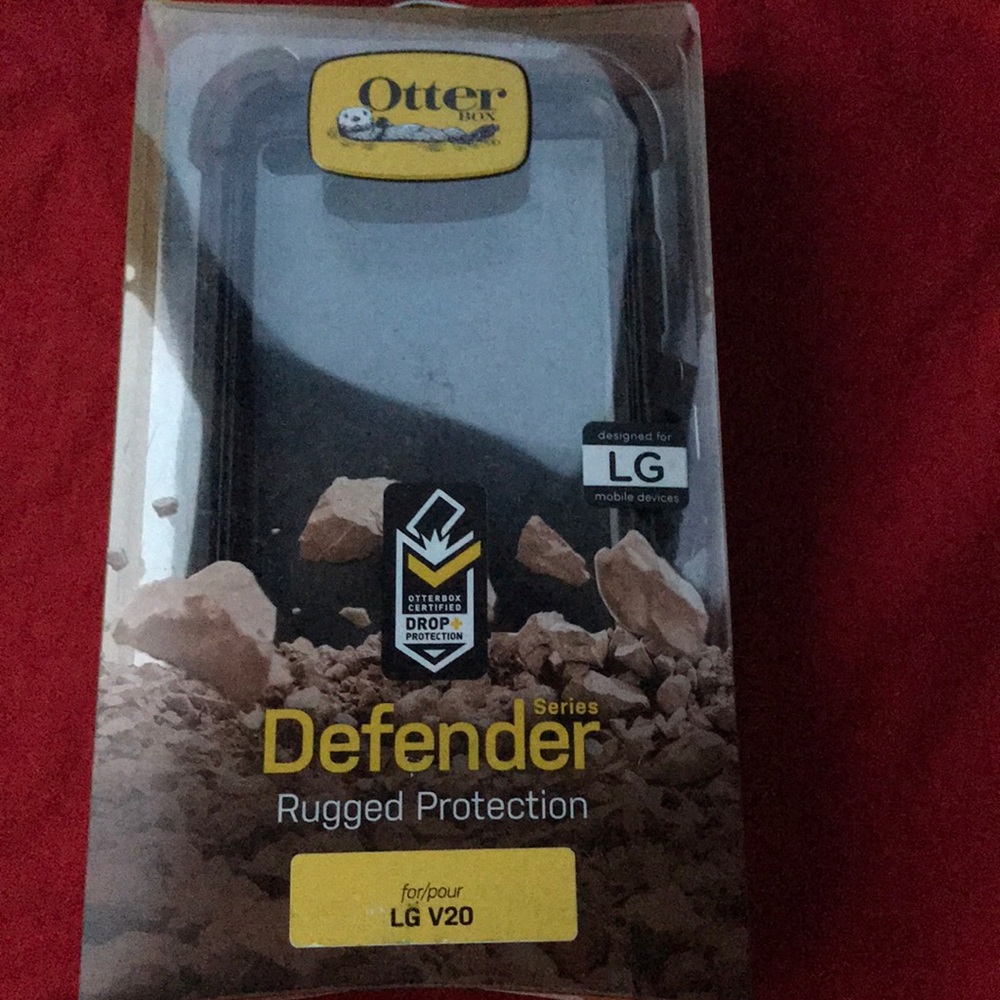 Otter
BOX
designed for
LG
mobile devices
OTTERBOX
CERTIFIED
DROP+
PROTECTION
Defender Series
Rugged Protection
for/pour
LG V20